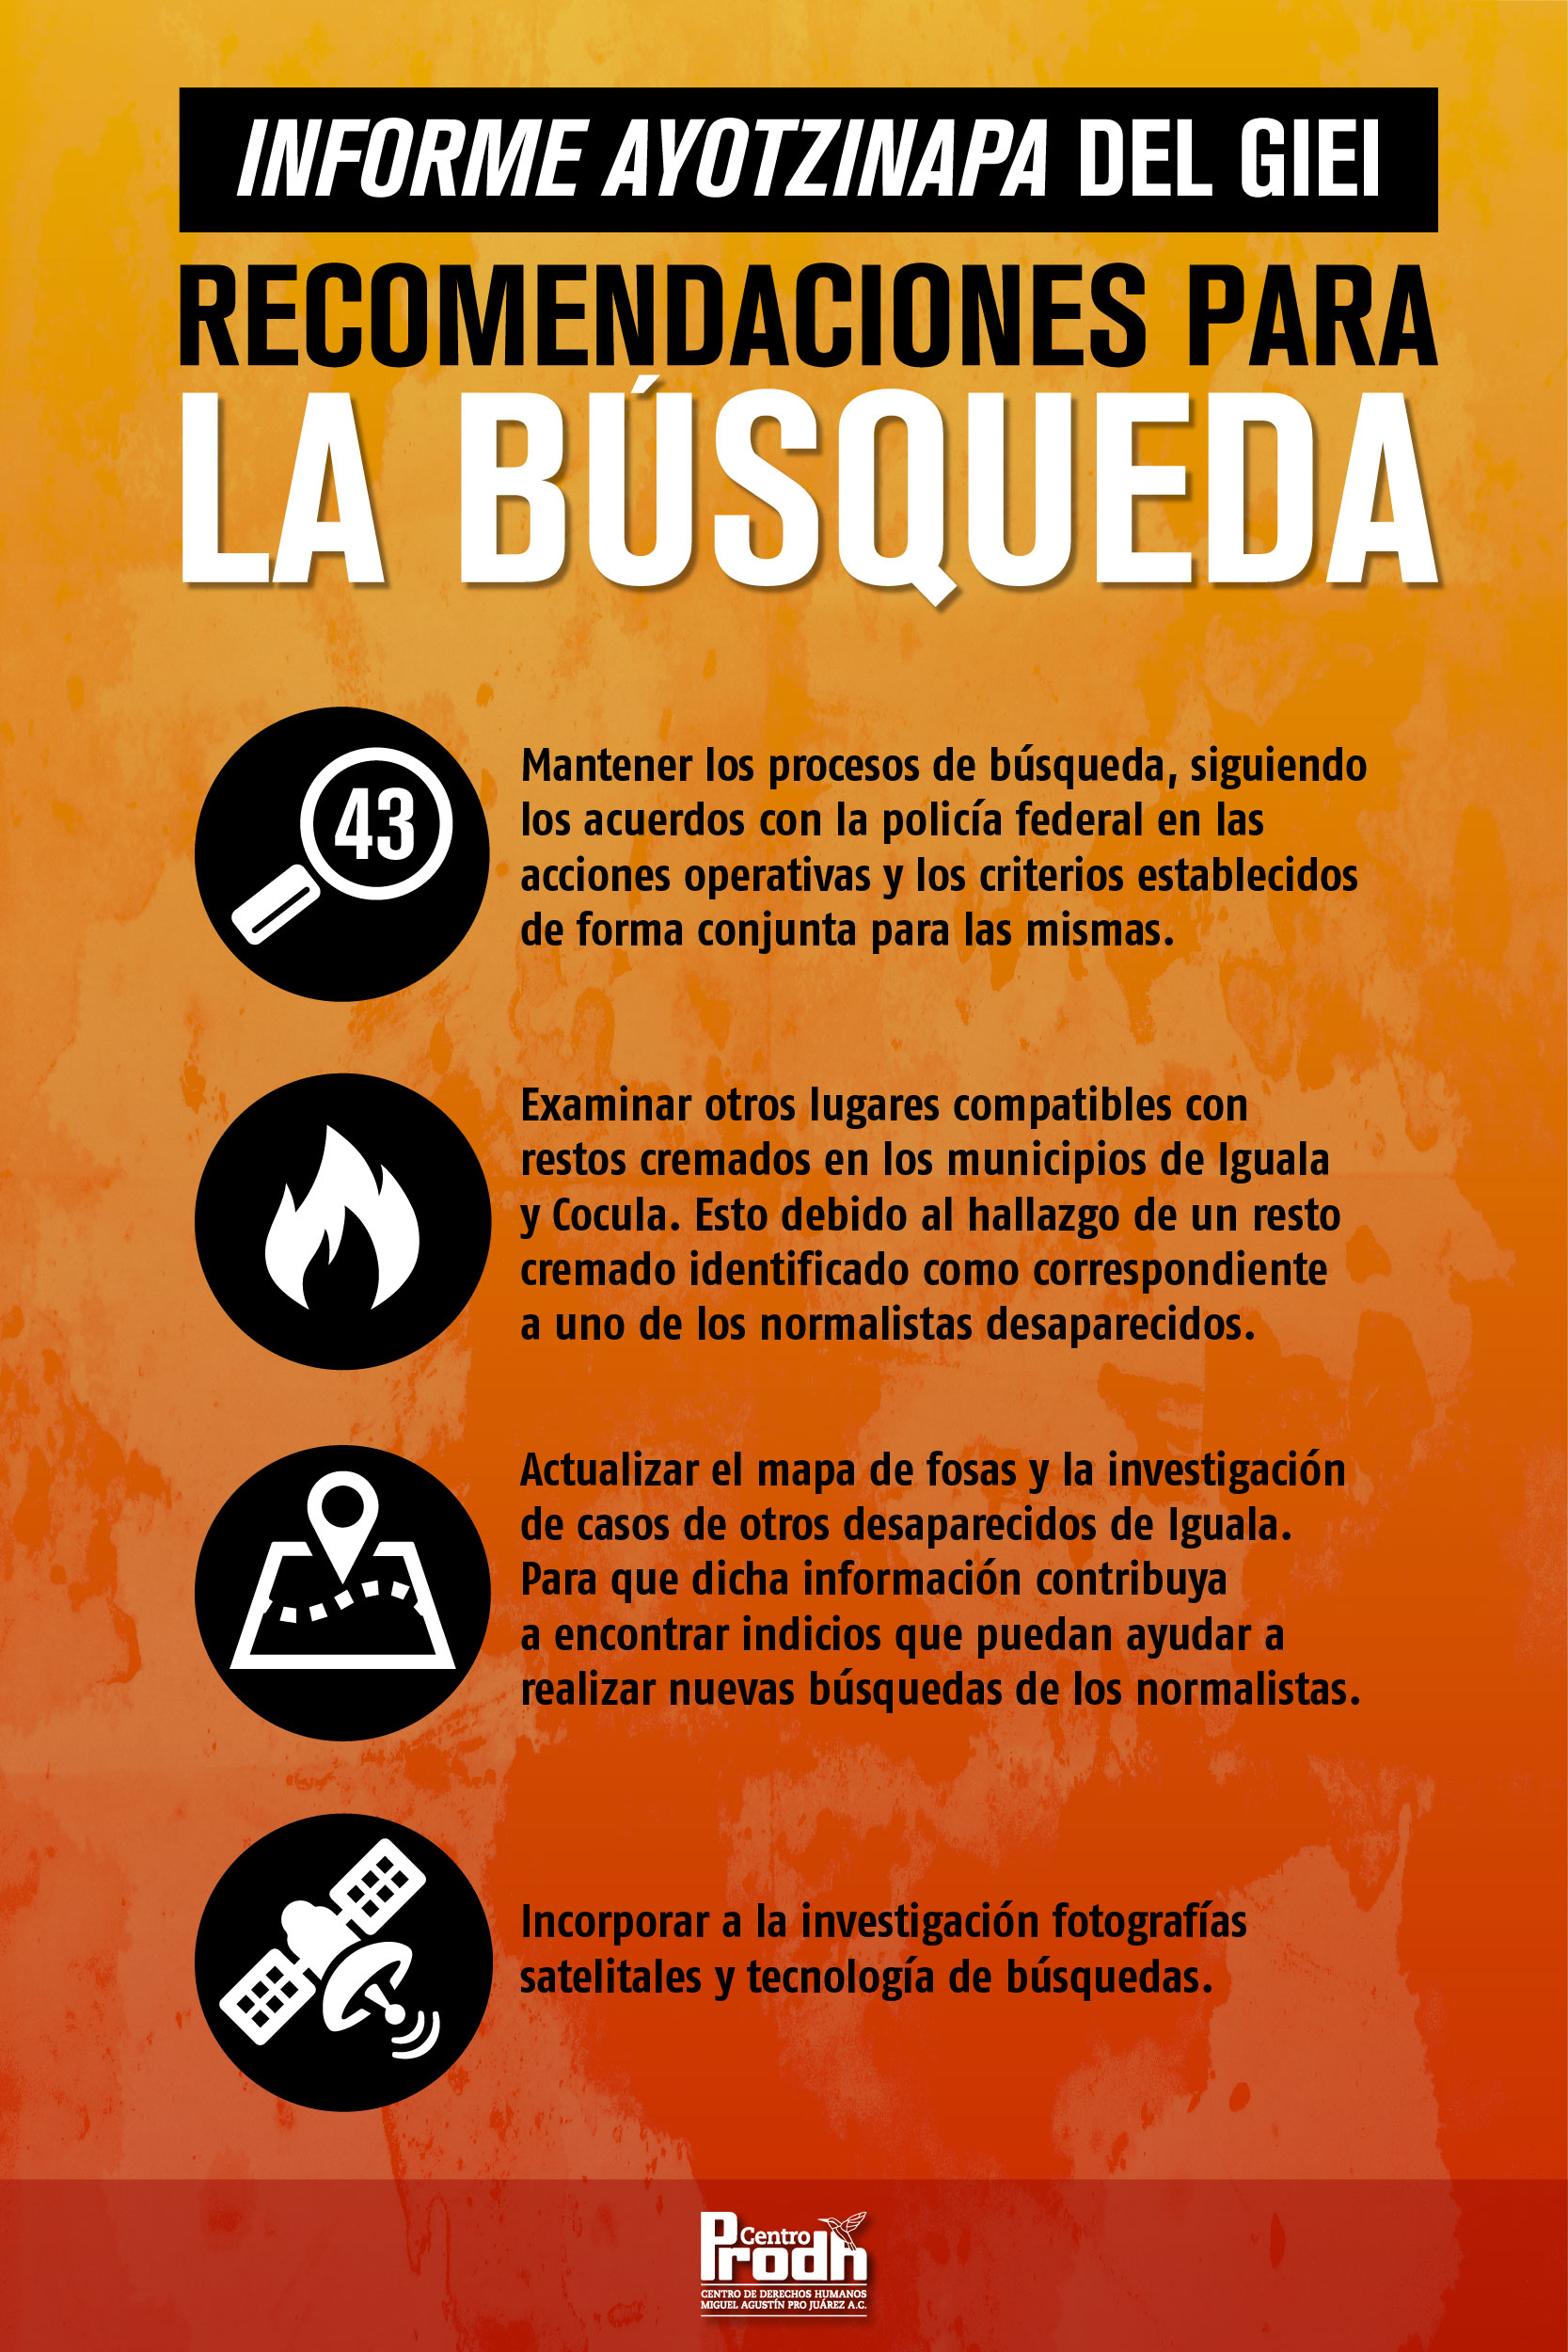 INFORME AYOTZINAPA DEL GIEI
RECOMENDACIONES PARA
LA BÚSQUEDA
43
Mantener los procesos de búsqueda, siguiendo
los acuerdos con la policía federal en las
acciones operativas y los criterios establecidos
de forma conjunta para las mismas.
Examinar otros lugares compatibles con
restos cremados en los municipios de Iguala
y Cocula. Esto debido al hallazgo de un resto
cremado identificado como correspondiente
a uno de los normalistas desaparecidos.
Actualizar el mapa de fosas y la investigación
de casos de otros desaparecidos de Iguala.
Para que dicha información contribuya
a encontrar indicios que puedan ayudar a
realizar nuevas búsquedas de los normalistas.
Incorporar a la investigación fotografías
satelitales y tecnología de búsquedas.
Centro
Prodh
CENTRO DE DERECHOS HUMANOS
MIGUEL AGUSTÍN PRO JUÁREZ A.C.